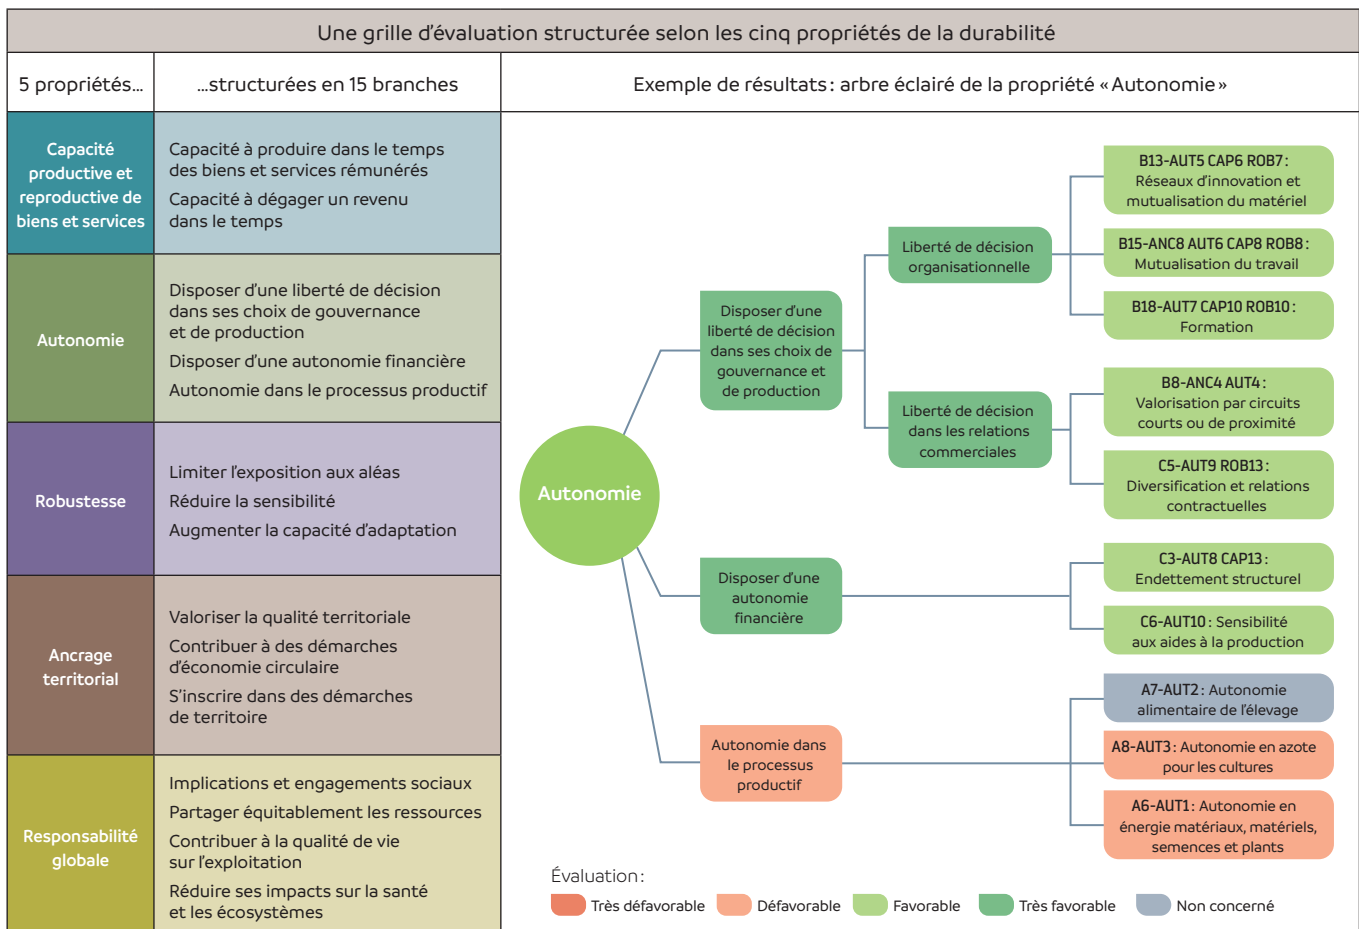 Une grille d'évaluation structurée selon les cinq propriétés de la durabilité
5 propriétés...
...structurées en 15 branches
Exemple de résultats : arbre éclairé de la propriété « Autonomie »
Capacité
productive et
reproductive de
biens et services
Capacité à produire dans le temps
des biens et services rémunérés
Capacité à dégager un revenu
dans le temps
Autonomie
Disposer d'une liberté de décision
dans ses choix de gouvernance
et de production
Disposer d'une autonomie financière
Autonomie dans le processus productif
Robustesse
Limiter l'exposition aux aléas
Réduire la sensibilité
Augmenter la capacité d'adaptation
Ancrage
territorial
Valoriser la qualité territoriale
Contribuer à des démarches
d'économie circulaire
S'inscrire dans des démarches
de territoire
Responsabilité
globale
Implications et engagements sociaux
Partager équitablement les ressources
Contribuer à la qualité de vie
sur l'exploitation
Réduire ses impacts sur la santé
et les écosystèmes
Autonomie
Disposer d'une
liberté de décision
dans ses choix de
gouvernance et
de production
Liberté de décision
organisationnelle
B13-AUT5 CAP6 ROB7 :
Réseaux d'innovation et
mutualisation du matériel
B15-ANC8 AUT6 CAP8 ROB8 :
Mutualisation du travail
B18-AUT7 CAP10 ROB10 :
Formation
Liberté de décision
dans les relations
commerciales
B8-ANC4 AUT4 :
Valorisation par circuits
courts ou de proximité
C5-AUT9 ROB13 :
Diversification et relations
contractuelles
Disposer d'une
autonomie
financière
C3-AUT8 CAP13 :
Endettement structurel
C6-AUT10 : Sensibilité
aux aides à la production
Autonomie dans
le processus
productif
A7-AUT2 : Autonomie
alimentaire de l'élevage
A8-AUT3 : Autonomie en azote
pour les cultures
A6-AUT1 : Autonomie en
énergie matériaux, matériels,
semences et plants
Évaluation :
Très défavorable
Défavorable
Favorable
Très favorable
Non concerné